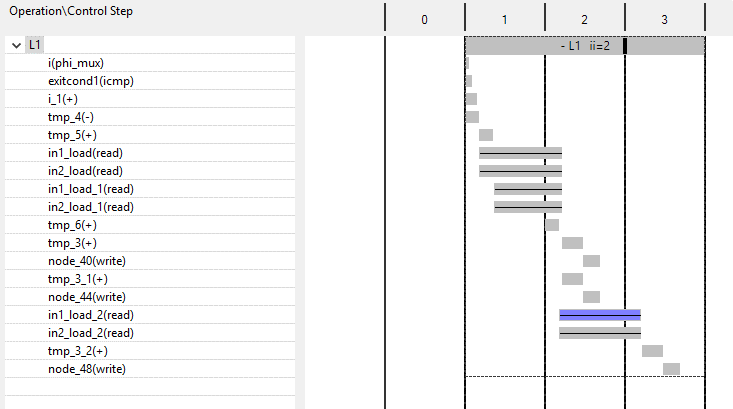 Operation\Control Step
0 1 2 3
L1
- L1 ii=2
i(phi_mux)
exitcond1(icmp)
i_1(+)
tmp_4(-)
tmp_5(+)
in1_load(read)
in2_load(read)
in1_load_1(read)
in2_load_1(read)
tmp_6(+)
tmp_3(+)
node_40(write)
tmp_3_1(+)
node_44(write)
in1_load_2(read)
in2_load_2(read)
tmp_3_2(+)
node_48(write)